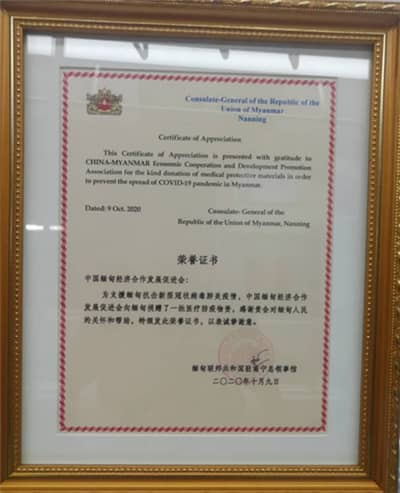 Consulate-General of the Republic of the
Union of Myanmar
Nanning
Certificate of Appreciation
This Certificate of Appreciation is presented with gratitude to
CHINA-MYANMAR Economic Cooperation and Development Promotion
Association for the kind donation of medical protective materials in order
to prevent the spread of COVID-19 pandemic in Myanmar.
Dated: 9 Oct. 2020
Consulate- General of the
Republic of the Union of Myanmar, Nanning
荣誉证书
中国缅甸经济合作发展促进会:
为支援缅甸抗击新型冠状病毒肺炎疫情，中国缅甸经济合作
发展促进会向缅甸捐赠了一批医疗防疫物资。感谢贵会对缅甸人民
的关怀和帮助，特颁发此荣誉证书，以表诚挚谢意。
缅甸联邦共和国驻南宁总领事馆
二〇二〇年十月九日